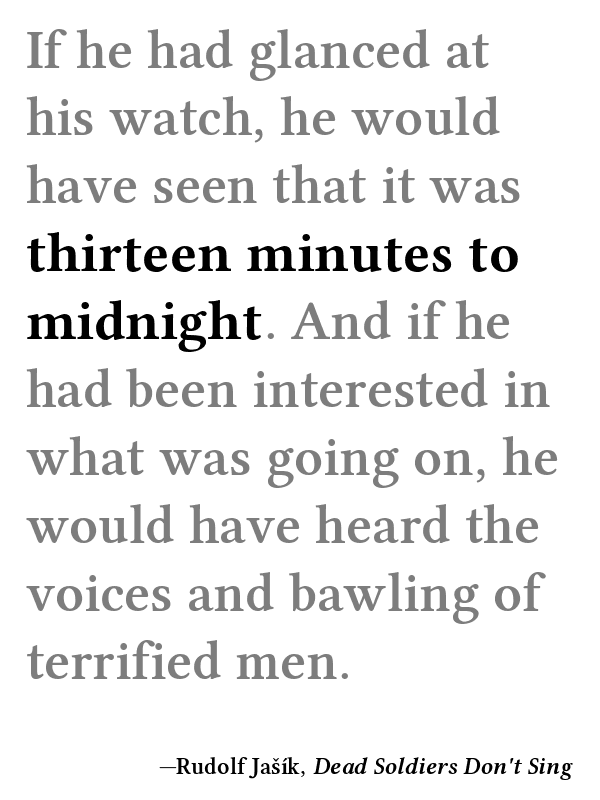 If he had glanced at
his watch, he would
have seen that it was
thirteen minutes to
midnight. And if he
had been interested in
what was going on, he
would have heard the
voices and bawling of
terrified men.
—Rudolf Jašík, Dead Soldiers Don't Sing